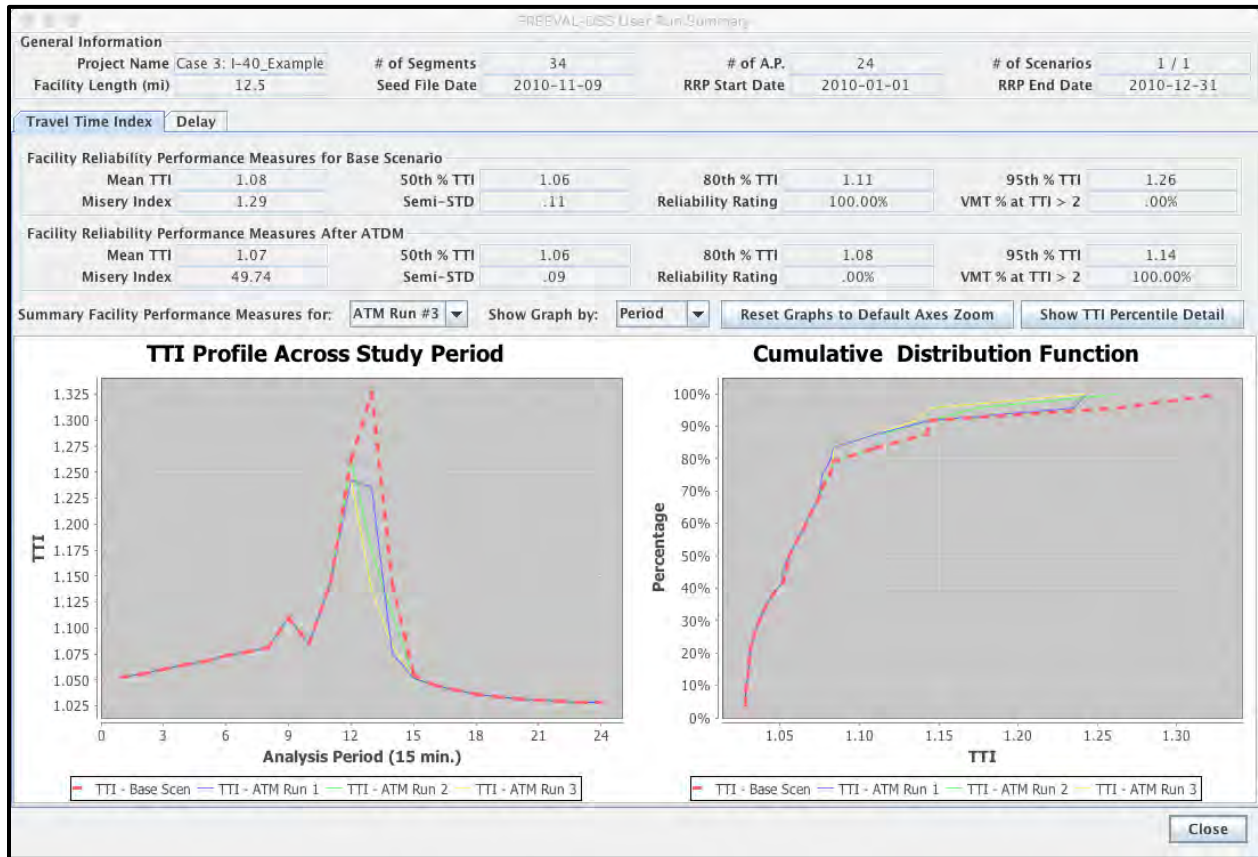 FREEVAL-DSS User Run Summary
General Information
Project Name Case 3: I-40_Example # of Segments 34 # of A.P. 24 # of Scenarios 1 / 1
Facility Length (mi) 12.5 Seed File Date 2010-11-09 RRP Start Date 2010-01-01 RRP End Date 2010-12-31
Travel Time Index Delay
Facility Reliability Performance Measures for Base Scenario
Mean TTI 1.08 50th % TTI 1.06 80th % TTI 1.11 95th % TTI 1.26
Misery Index 1.29 Semi-STD .11 Reliability Rating 100.00% VMT % at TTI > 2 .00%
Facility Reliability Performance Measures After ATDM
Mean TTI 1.07 50th % TTI 1.06 80th % TTI 1.08 95th % TTI 1.14
Misery Index 49.74 Semi-STD .09 Reliability Rating .00% VMT % at TTI > 2 100.00%
Summary Facility Performance Measures for: ATM Run #3 Show Graph by: Period Reset Graphs to Default Axes Zoom Show TTI Percentile Detail
TTI Profile Across Study Period
TTI
1.325
1.300
1.275
1.250
1.225
1.200
1.175
1.150
1.125
1.100
1.075
1.050
1.025
0 3 6 9 12 15 18 21 24
Analysis Period (15 min.)
TTI - Base Scen TTI - ATM Run 1 TTI - ATM Run 2 TTI - ATM Run 3
Cumulative Distribution Function
Percentage
100%
90%
80%
70%
60%
50%
40%
30%
20%
10%
0%
1.05 1.10 1.15 1.20 1.25 1.30
TTI
TTI - Base Scen TTI - ATM Run 1 TTI - ATM Run 2 TTI - ATM Run 3
Close